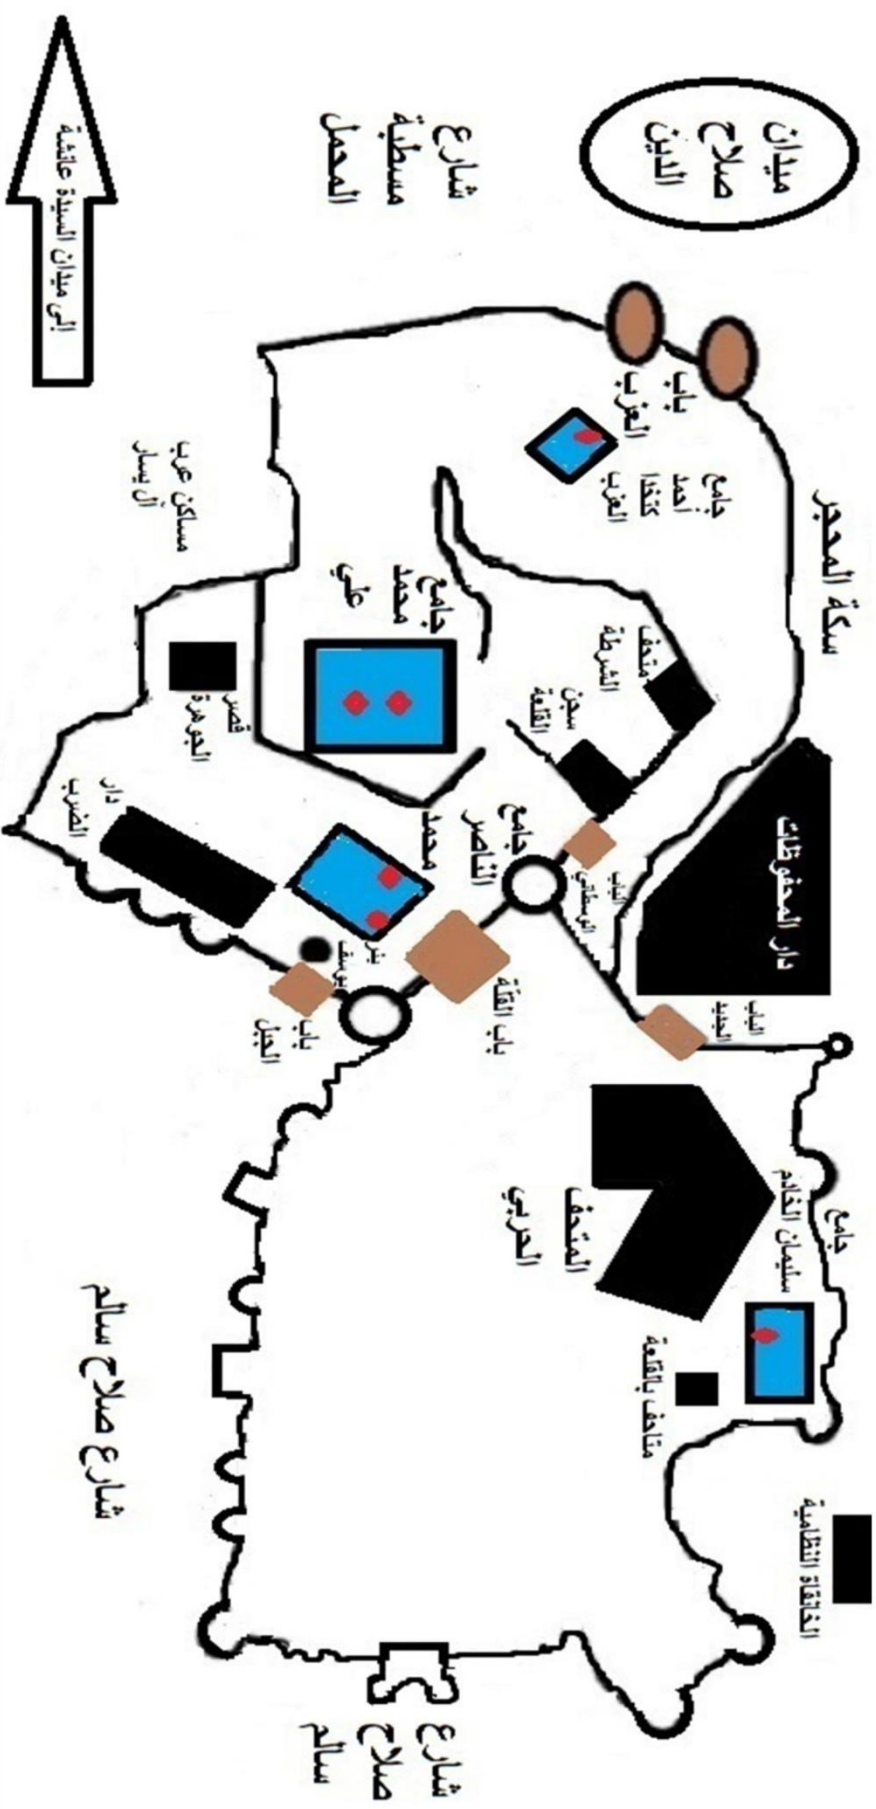 ميدان
صلاح
الدين
شارع
مسطبة
المحمل
إلى ميدان السيدة عائشة
باب
العزب
جامع
أحمد
كتخدا
العزب
سكة المحجر
مساكن عرب
آل يسار
جامع
محمد
علي
متحف
الشرطة
سجن
القلعة
قصر
الجوهرة
دار
الضرب
جامع
الناصر
محمد
الباب
الوسطاني
دار المحفوظات
بئر
يوسف
باب القلة
باب
الجبل
الباب
الجديد
المتحف
الحربي
جامع
سليمان الخادم
متاحف بالقلعة
شارع صلاح سالم
الخانقاة النظامية
شارع
صلاح
سالم